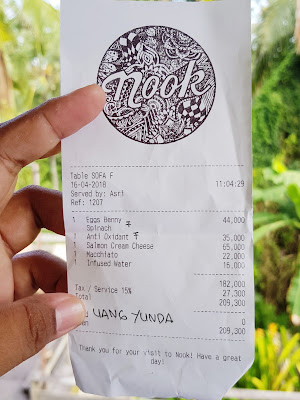 Nook
Table SOFA F
16-04-2018 11:04:29
Served by: Asri
Ref: 1207
1 Eggs Benny 44,000
Spinach
1 Anti Oxidant 35,000
1 Salmon Cream Cheese 65,000
1 Macchiato 22,000
1 Infused Water 16,000
182,000
Tax / Service 15% 27,300
Total 209,300
0
UANG YUNDA
209,300
Thank you for your visit to Nook! Have a great
day!